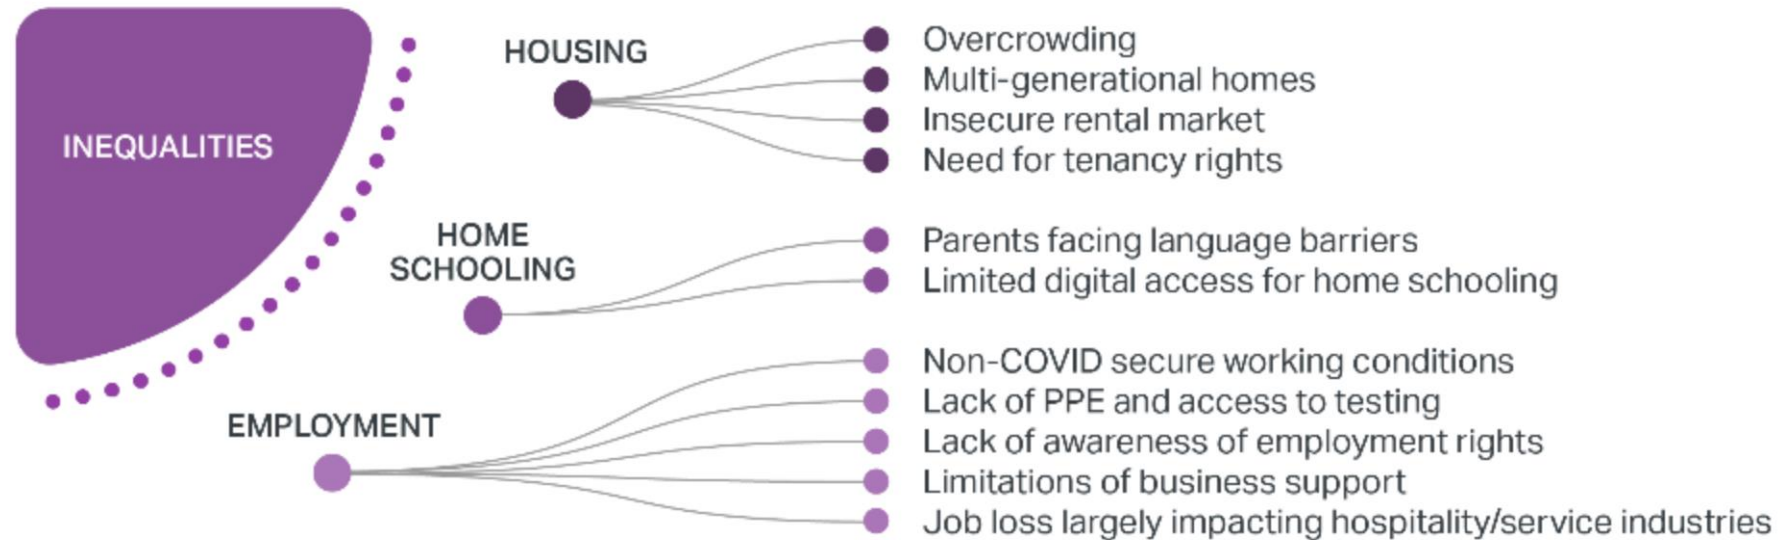 INEQUALITIES
HOUSING
Overcrowding
Multi-generational homes
Insecure rental market
Need for tenancy rights
HOME
SCHOOLING
Parents facing language barriers
Limited digital access for home schooling
EMPLOYMENT
Non-COVID secure working conditions
Lack of PPE and access to testing
Lack of awareness of employment rights
Limitations of business support
Job loss largely impacting hospitality/service industries